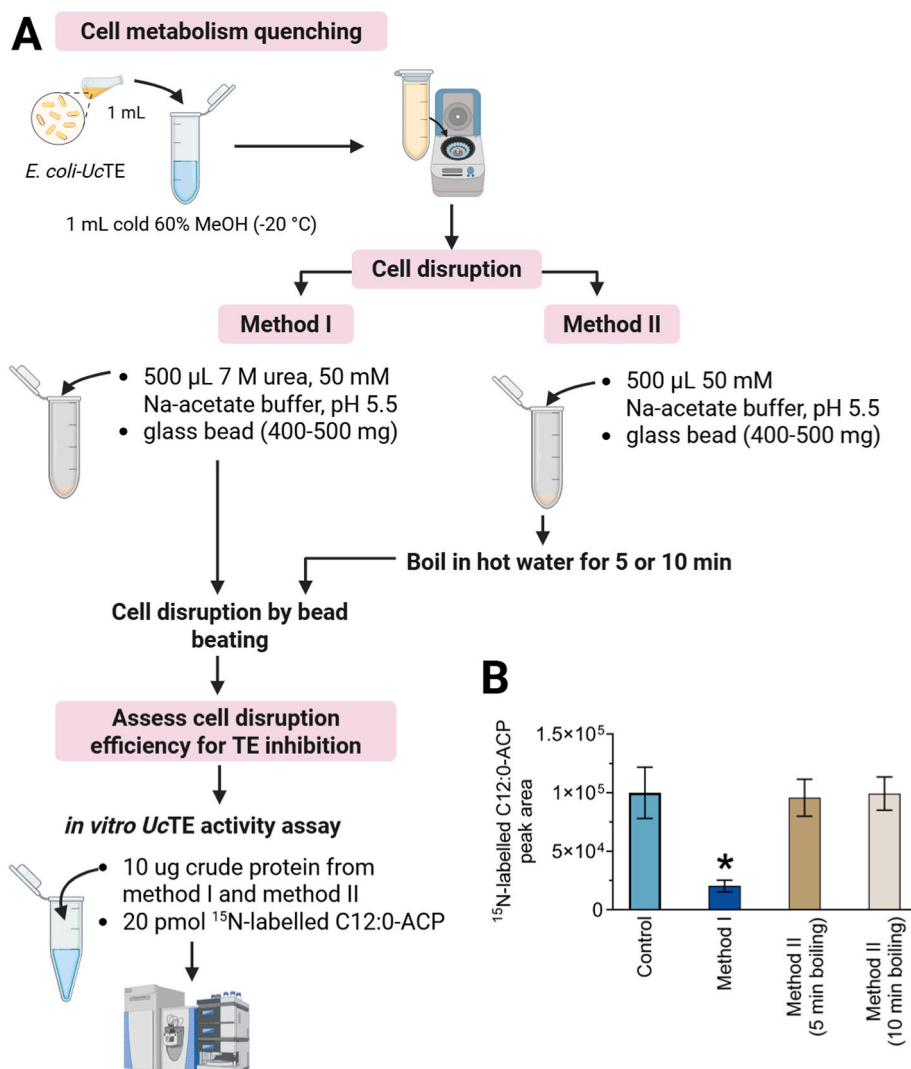 A
Cell metabolism quenching
1 mL
E. coli-UcTE
1 mL cold 60% MeOH (-20 °C)
Cell disruption
Method I
Method II
• 500 µL 7 M urea, 50 mM
Na-acetate buffer, pH 5.5
• glass bead (400-500 mg)
• 500 µL 50 mM
Na-acetate buffer, pH 5.5
• glass bead (400-500 mg)
Boil in hot water for 5 or 10 min
Cell disruption by bead
beating
Assess cell disruption
efficiency for TE inhibition
in vitro UcTE activity assay
• 10 ug crude protein from
method I and method II
• 20 pmol ¹⁵N-labelled C12:0-ACP
B
¹⁵N-labelled C12:0-ACP
peak area
1.5×10⁵
1×10⁵
5×10⁴
0
*
Control
Method I
Method II
(5 min boiling)
Method II
(10 min boiling)